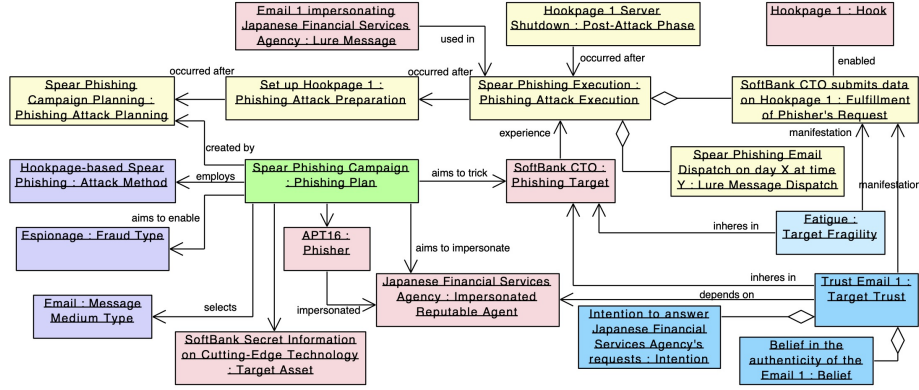 Email 1 impersonating
Japanese Financial Services
Agency : Lure Message
Hookpage 1 Server
Shutdown : Post-Attack Phase
Hookpage 1 : Hook
used in
occurred after
enabled
occurred after
occurred after
Spear Phishing
Campaign Planning :
Phishing Attack Planning
Set up Hookpage 1 :
Phishing Attack Preparation
Spear Phishing Execution :
Phishing Attack Execution
SoftBank CTO submits data
on Hookpage 1 : Fulfillment
of Phisher's Request
created by
experience
manifestation
Hookpage-based Spear
Phishing : Attack Method
employs
Spear Phishing Campaign
: Phishing Plan
aims to trick
SoftBank CTO :
Phishing Target
Spear Phishing Email
Dispatch on day X at time
Y : Lure Message Dispatch
manifestation
aims to enable
Espionage : Fraud Type
APT16 :
Phisher
aims to impersonate
inheres in
Fatigue :
Target Fragility
Japanese Financial Services
Agency : Impersonated
Reputable Agent
inheres in
depends on
Trust Email 1 :
Target Trust
Email : Message
Medium Type
selects
impersonated
Intention to answer
Japanese Financial
Services Agency's
requests : Intention
SoftBank Secret Information
on Cutting-Edge Technology
: Target Asset
Belief in the
authenticity of the
Email 1 : Belief